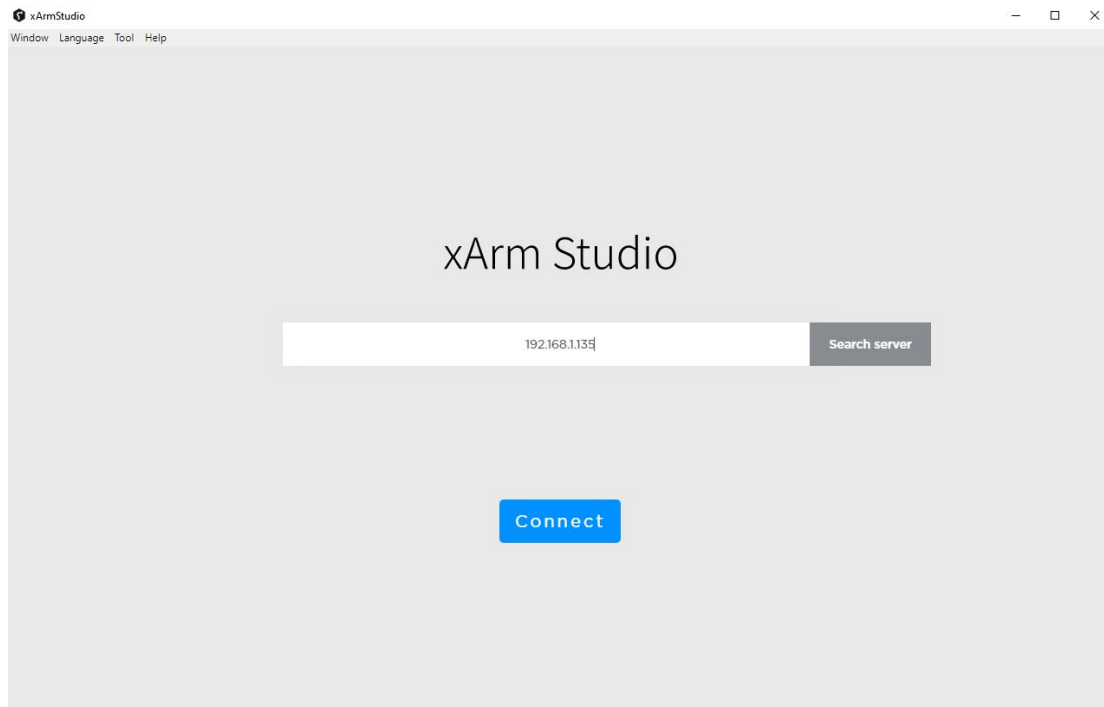 xArmStudio
Window Language Tool Help
xArm Studio
192.168.1.135 Search server
Connect